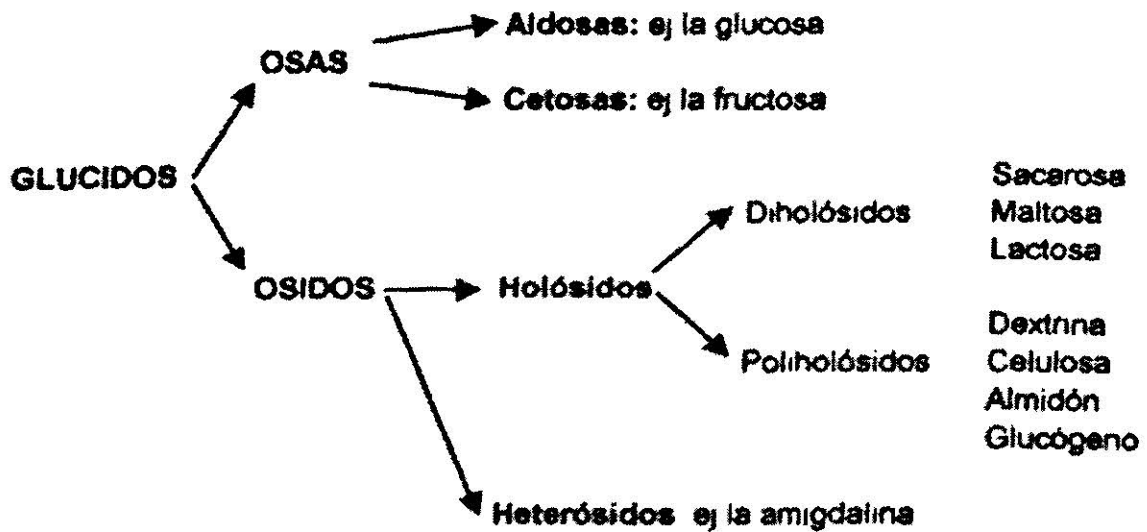 Aldosas: ej la glucosa
OSAS
Cetosas: ej la fructosa
GLUCIDOS
Sacarosa
Diholósidos
Maltosa
Lactosa
OSIDOS
Holósidos
Dextrina
Poliholósidos
Celulosa
Almidón
Glucógeno
Heterósidos ej la amigdalina